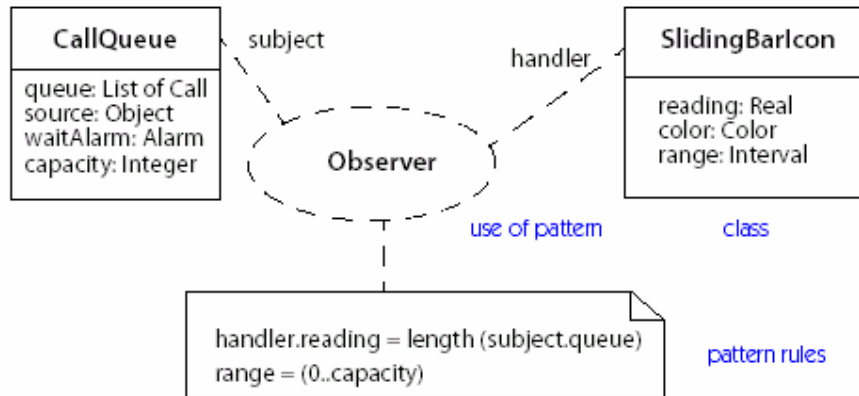 CallQueue
queue: List of Call
source: Object
waitAlarm: Alarm
capacity: Integer
subject
handler
SlidingBarIcon
reading: Real
color: Color
range: Interval
Observer
use of pattern
class
handler.reading = length (subject.queue)
range = (0..capacity)
pattern rules